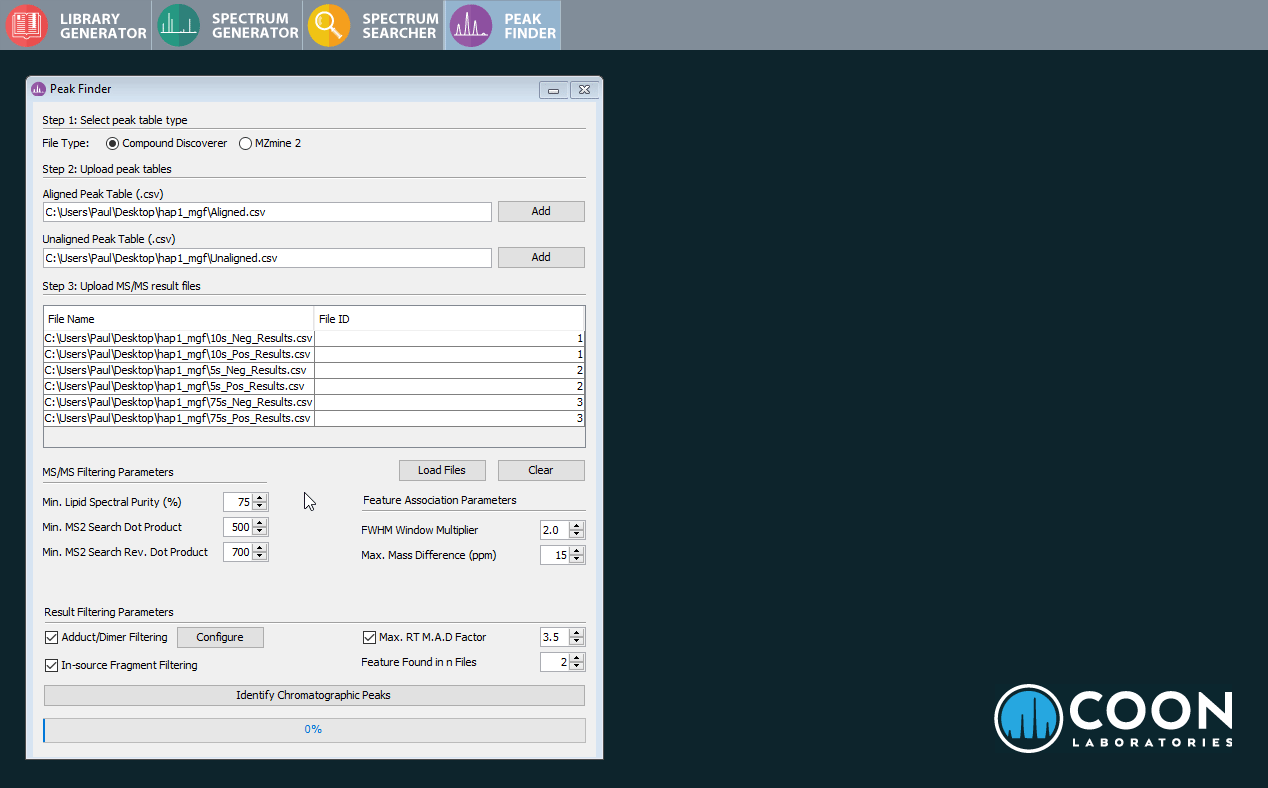 LIBRARY
GENERATOR
SPECTRUM
GENERATOR
SPECTRUM
SEARCHER
PEAK
FINDER
Peak Finder
Step 1: Select peak table type
File Type: Compound Discoverer MZmine 2
Step 2: Upload peak tables
Aligned Peak Table (.csv)
C:\Users\Paul\Desktop\hap1_mgf\Aligned.csv Add
Unaligned Peak Table (.csv)
C:\Users\Paul\Desktop\hap1_mgf\Unaligned.csv Add
Step 3: Upload MS/MS result files
File Name File ID
C:\Users\Paul\Desktop\hap1_mgf\10s_Neg_Results.csv 1
C:\Users\Paul\Desktop\hap1_mgf\10s_Pos_Results.csv 1
C:\Users\Paul\Desktop\hap1_mgf\5s_Neg_Results.csv 2
C:\Users\Paul\Desktop\hap1_mgf\5s_Pos_Results.csv 2
C:\Users\Paul\Desktop\hap1_mgf\75s_Neg_Results.csv 3
C:\Users\Paul\Desktop\hap1_mgf\75s_Pos_Results.csv 3
Load Files Clear
MS/MS Filtering Parameters
Min. Lipid Spectral Purity (%) 75
Min. MS2 Search Dot Product 500
Min. MS2 Search Rev. Dot Product 700
Feature Association Parameters
FWHM Window Multiplier 2.0
Max. Mass Difference (ppm) 15
Result Filtering Parameters
Adduct/Dimer Filtering Configure Max. RT M.A.D Factor 3.5
In-source Fragment Filtering Feature Found in n Files 2
Identify Chromatographic Peaks
0%
COON
LABORATORIES